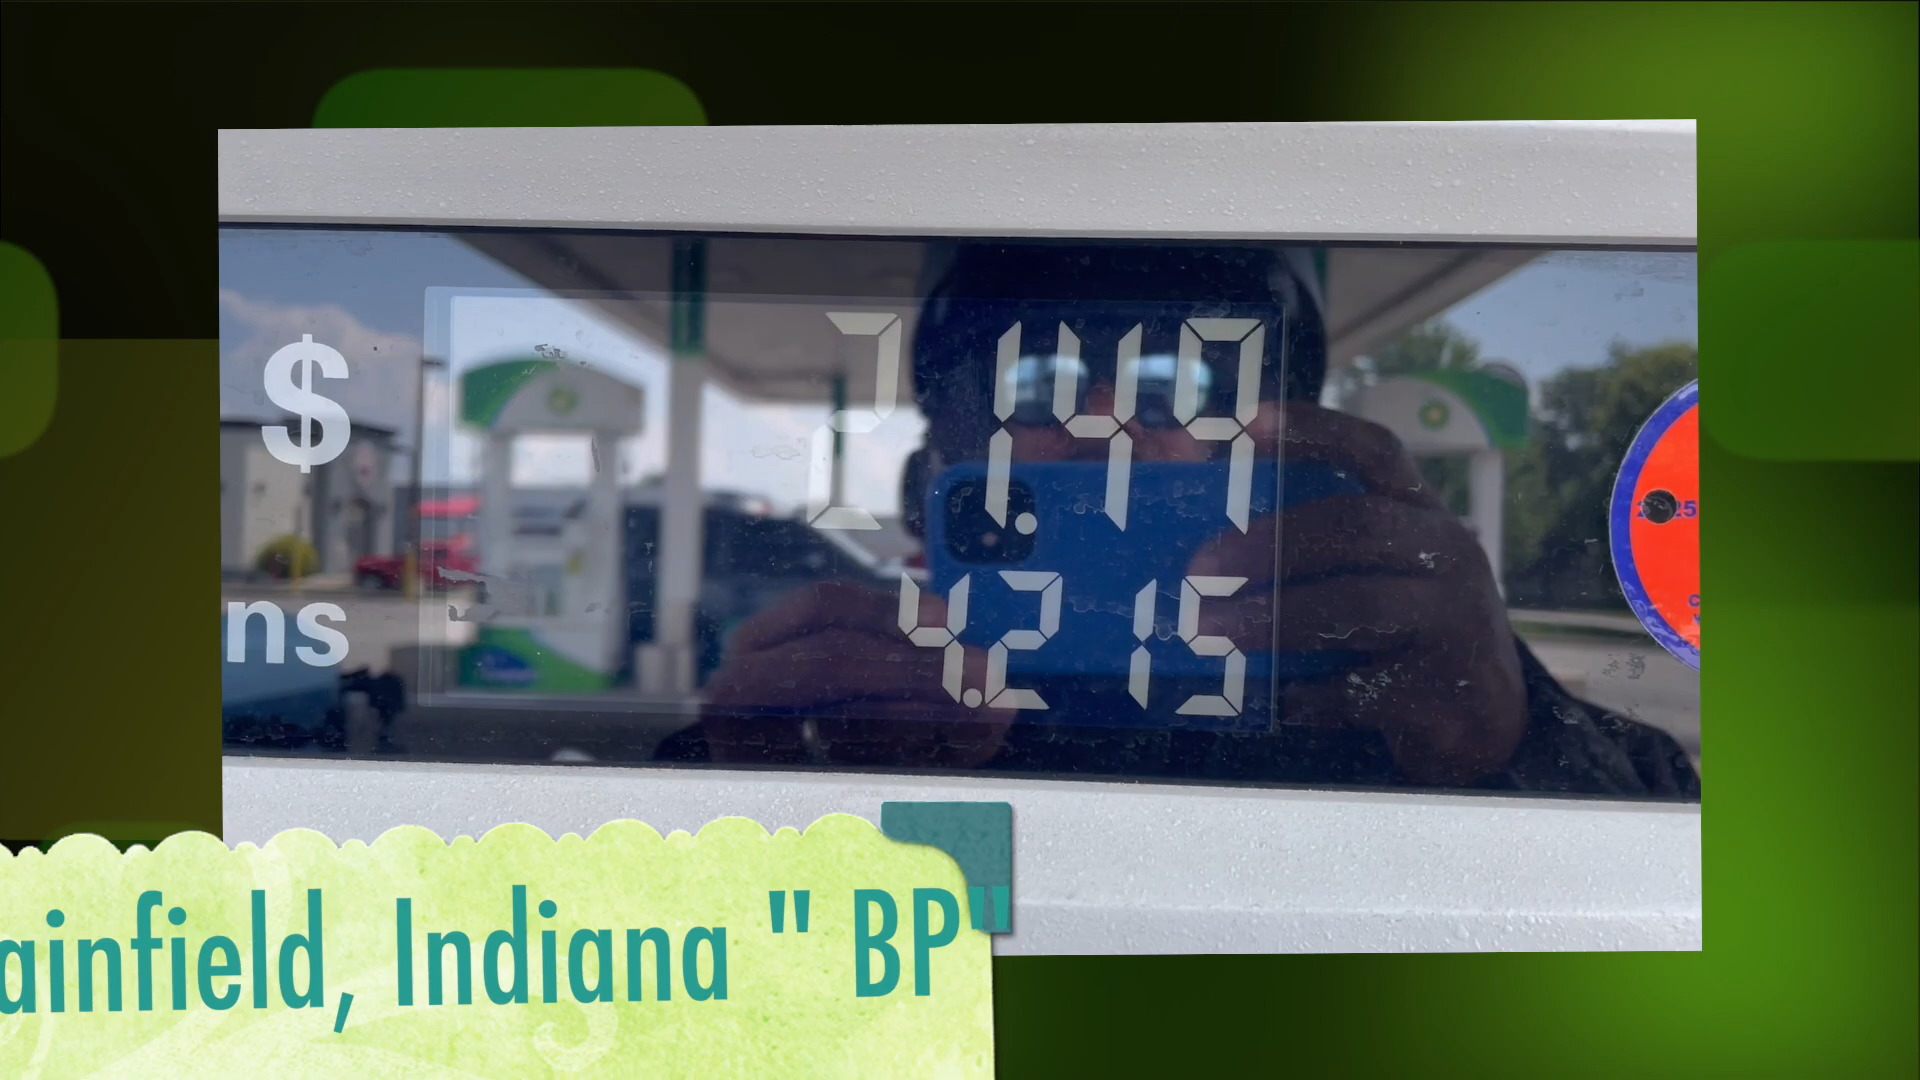 $ 21.49
ns 4.215
ainfield, Indiana " BP"